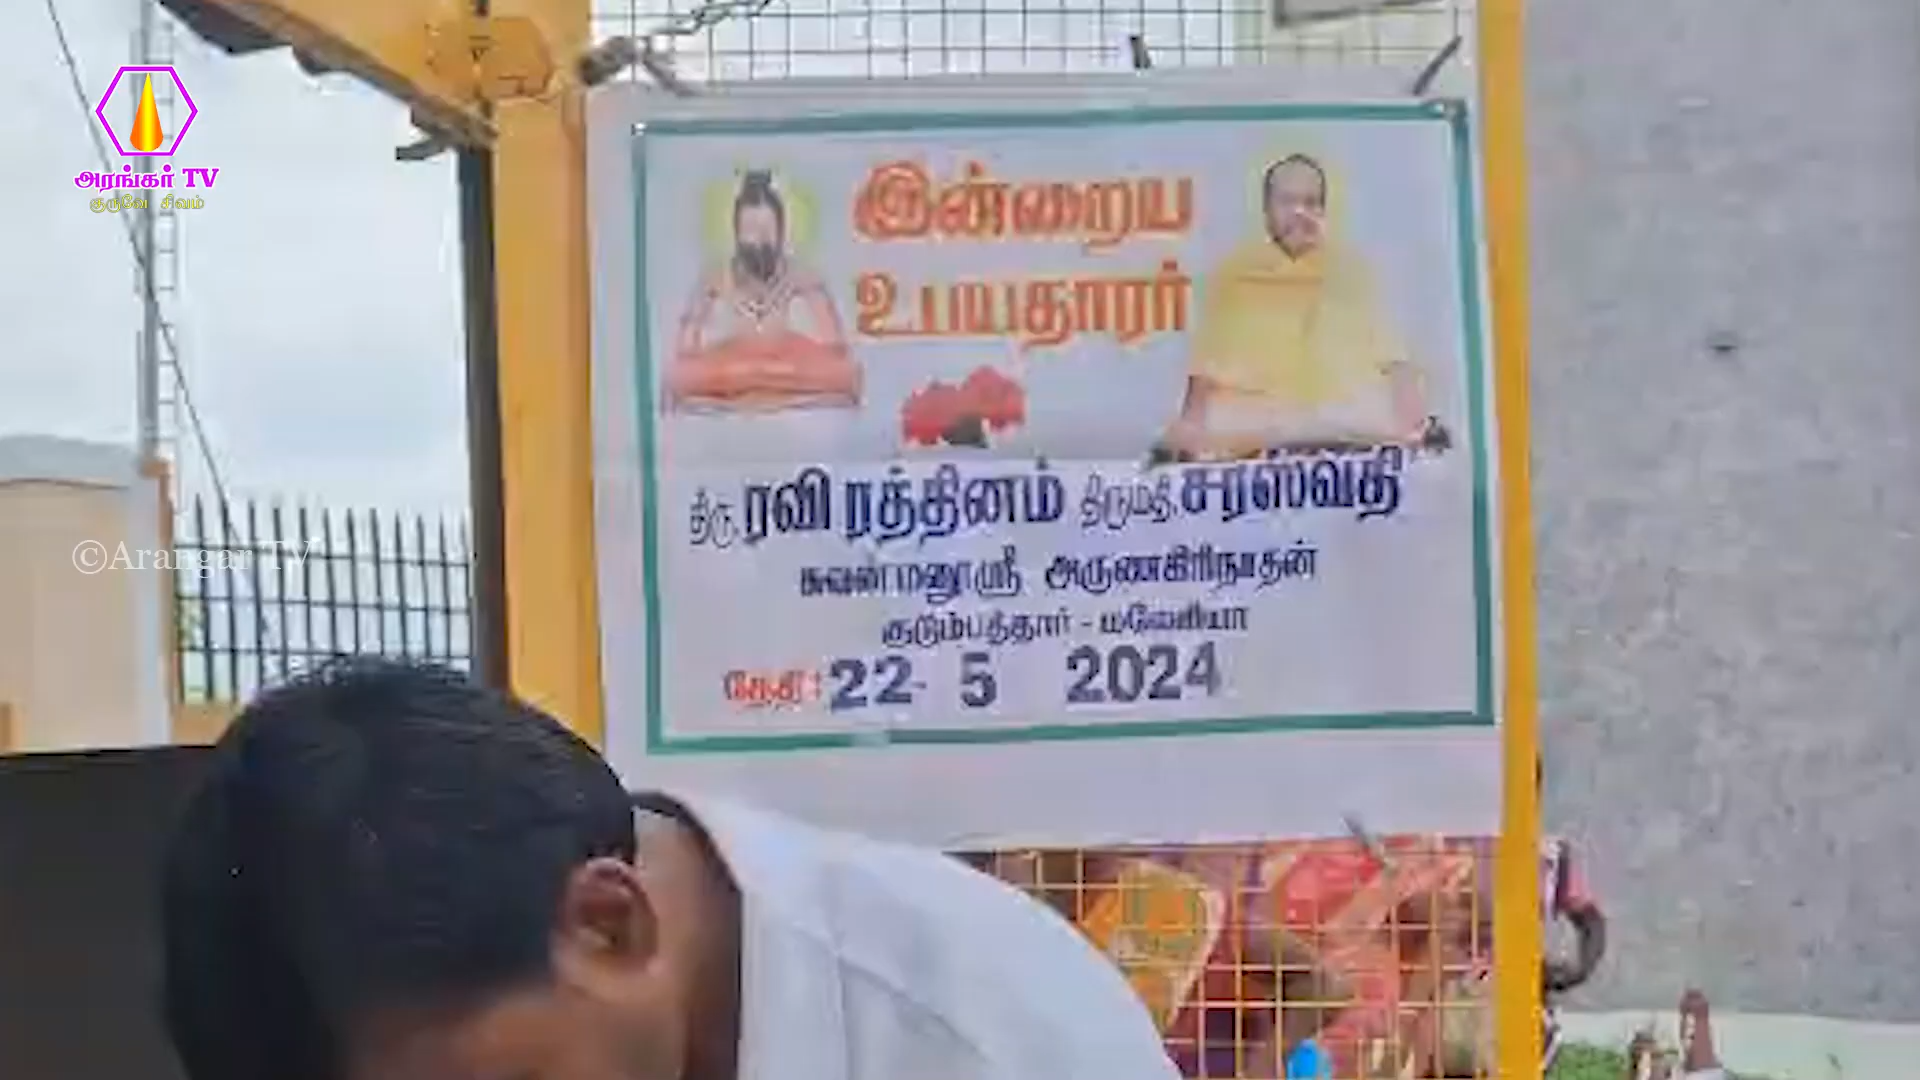 அரங்கர் TV
குருவே சிவம்
இன்றைய
உபயதாரர்
திரு. ரவி ரத்தினம் திருமதி. சரஸ்வதி
அருணகிரிநாதன்
குடும்பத்தார் - மலேசியா
தேதி: 22- 5 2024
©Arangar TV